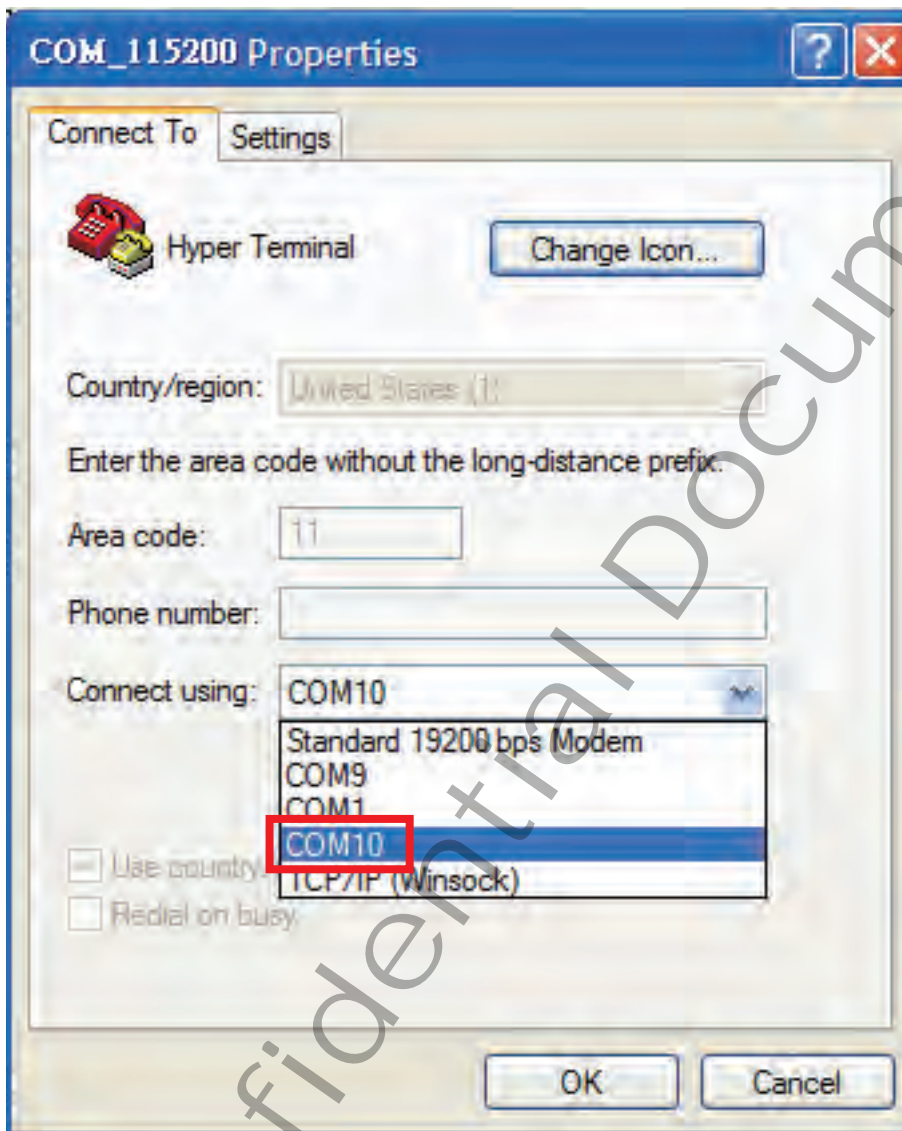 COM_115200 Properties
Connect To
Settings
Hyper Terminal
Change Icon...
Country/region:
United States (1)
Enter the area code without the long-distance prefix.
Area code:
11
Phone number:
Connect using:
COM10
Standard 19200 bps Modem
COM9
COM1
COM10
TCP/IP (Winsock)
Use country
Redial on busy
OK
Cancel
fidential Docum